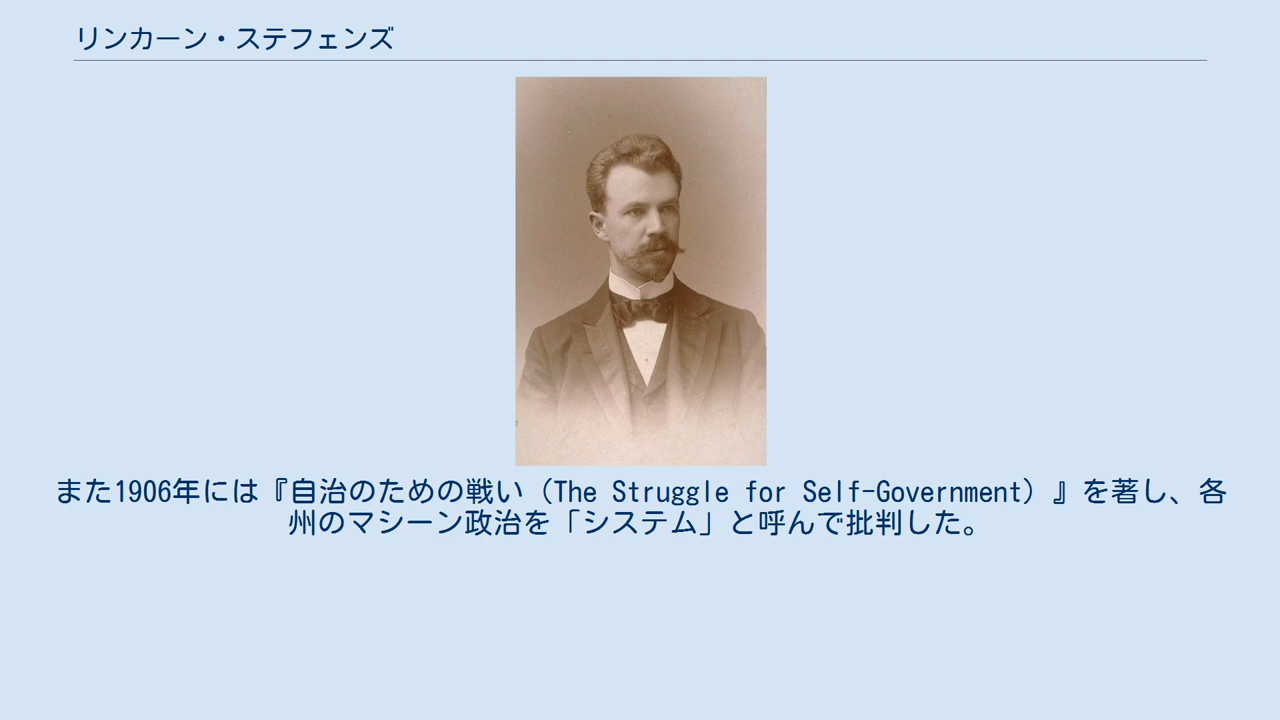 リンカーン・ステフェンズ
また1906年には『自治のための戦い（The Struggle for Self-Government）』を著し、各
州のマシーン政治を「システム」と呼んで批判した。